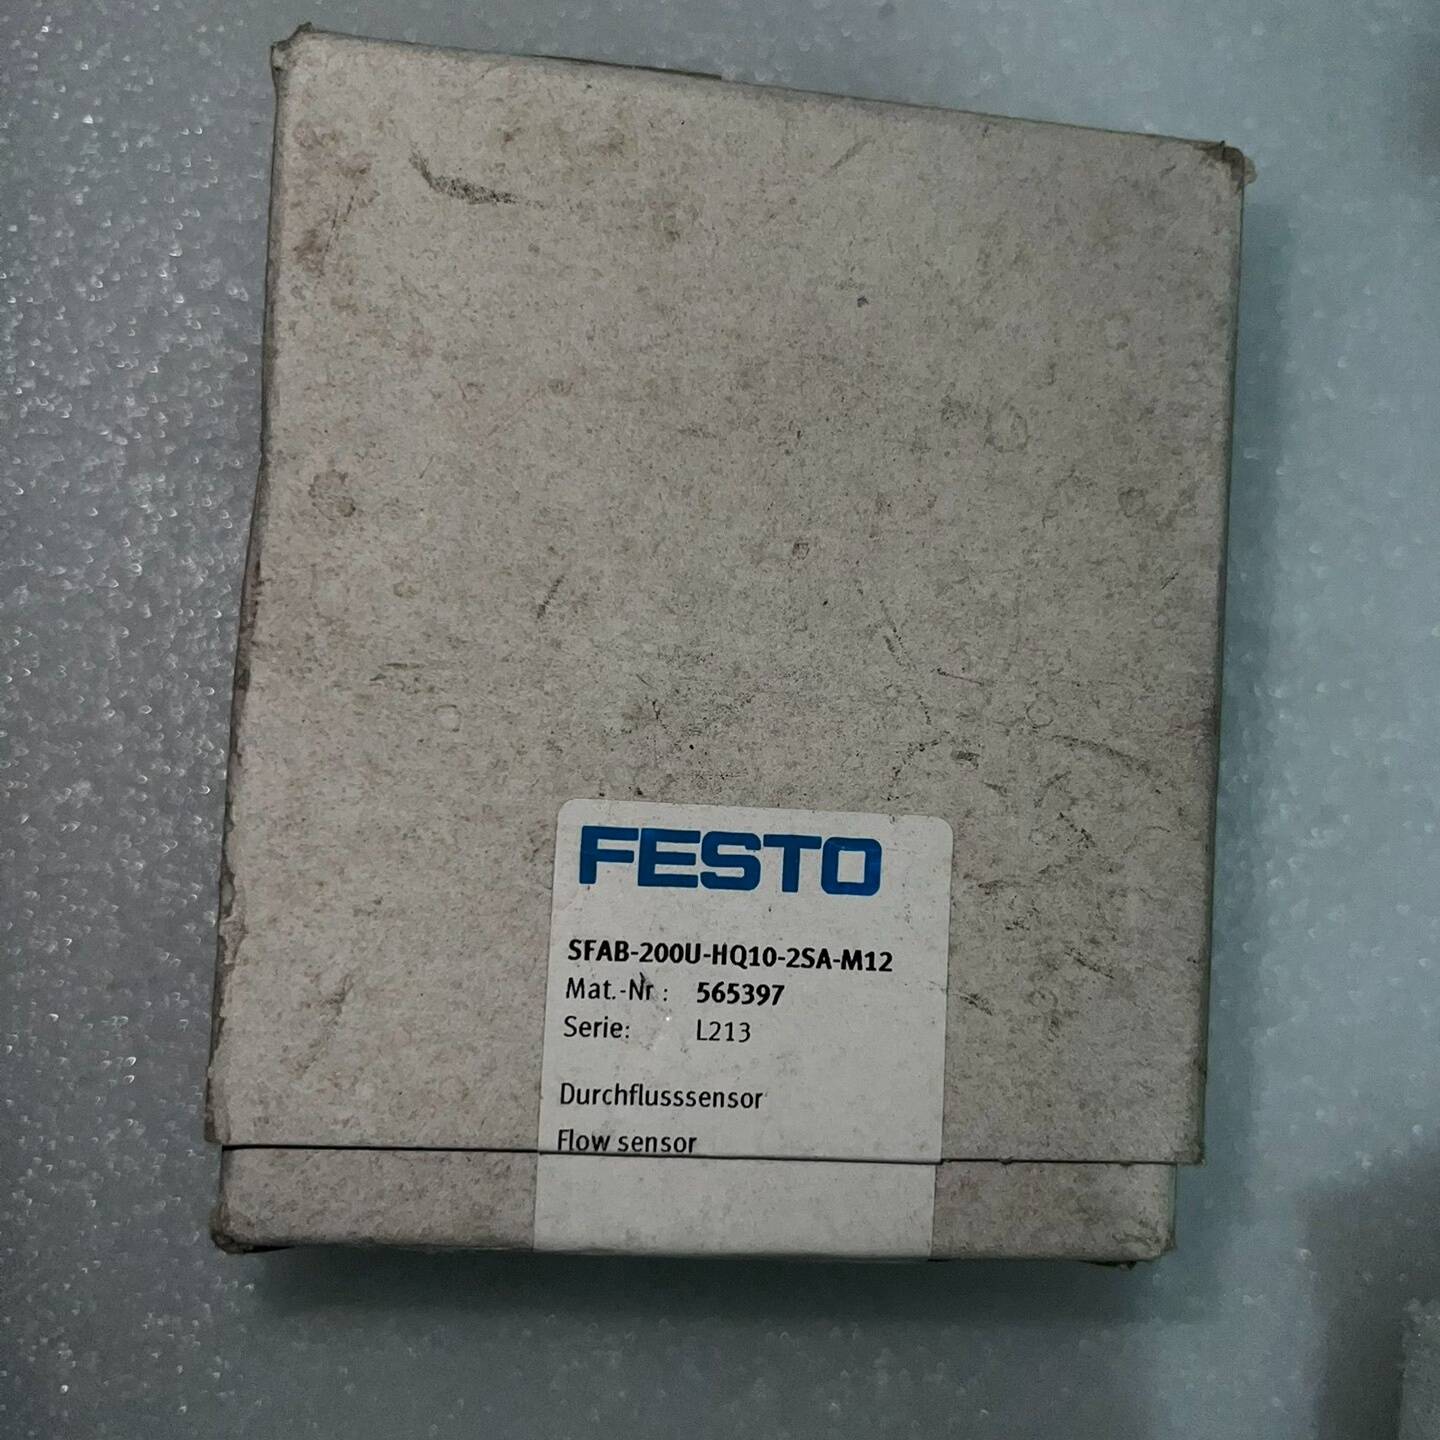 FESTO
SFAB-200U-HQ10-2SA-M12
Mat.-Nr : 565397
Serie: L213
Durchflusssensor
Flow sensor